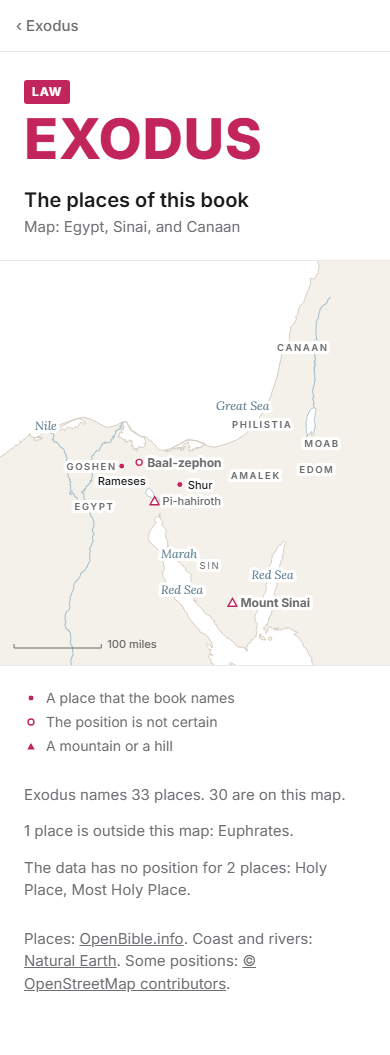 ‹ Exodus
LAW
EXODUS
The places of this book
Map: Egypt, Sinai, and Canaan
CANAAN
Great Sea
PHILISTIA
Nile
MOAB
GOSHEN
Baal-zephon
EDOM
Rameses
Shur
AMALEK
EGYPT
Pi-hahiroth
Marah
SIN
Red Sea
Red Sea
Mount Sinai
100 miles
A place that the book names
The position is not certain
A mountain or a hill
Exodus names 33 places. 30 are on this map.
1 place is outside this map: Euphrates.
The data has no position for 2 places: Holy
Place, Most Holy Place.
Places: OpenBible.info. Coast and rivers:
Natural Earth. Some positions: ©
OpenStreetMap contributors.